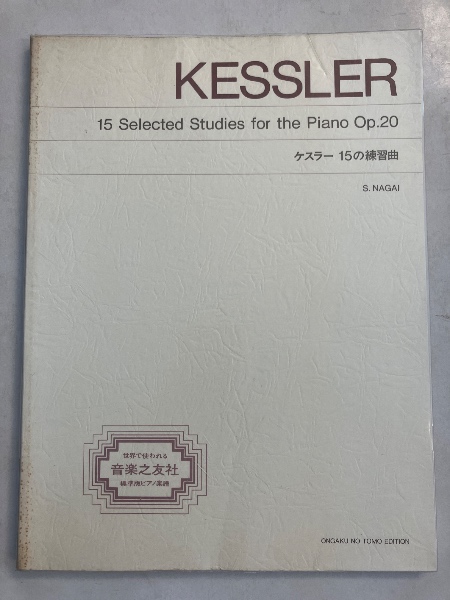 KESSLER
15 Selected Studies for the Piano Op.20
ケスラー 15の練習曲
S. NAGAI
世界で使われる
音楽之友社
標準版ピアノ楽譜
ONGAKU NO TOMO EDITION